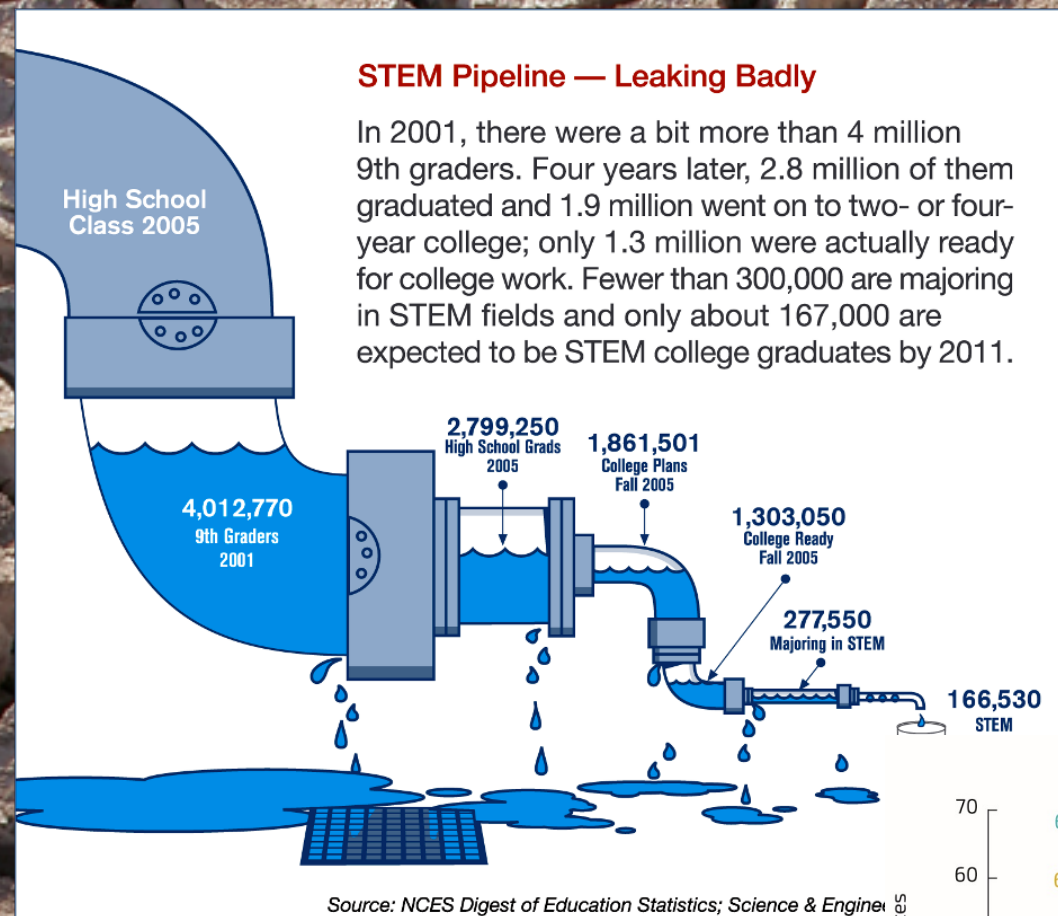 STEM Pipeline — Leaking Badly
In 2001, there were a bit more than 4 million
9th graders. Four years later, 2.8 million of them
graduated and 1.9 million went on to two- or four-
year college; only 1.3 million were actually ready
for college work. Fewer than 300,000 are majoring
in STEM fields and only about 167,000 are
expected to be STEM college graduates by 2011.
High School
Class 2005
4,012,770
9th Graders
2001
2,799,250
High School Grads
2005
1,861,501
College Plans
Fall 2005
1,303,050
College Ready
Fall 2005
277,550
Majoring in STEM
166,530
STEM
70
60
Source: NCES Digest of Education Statistics; Science &